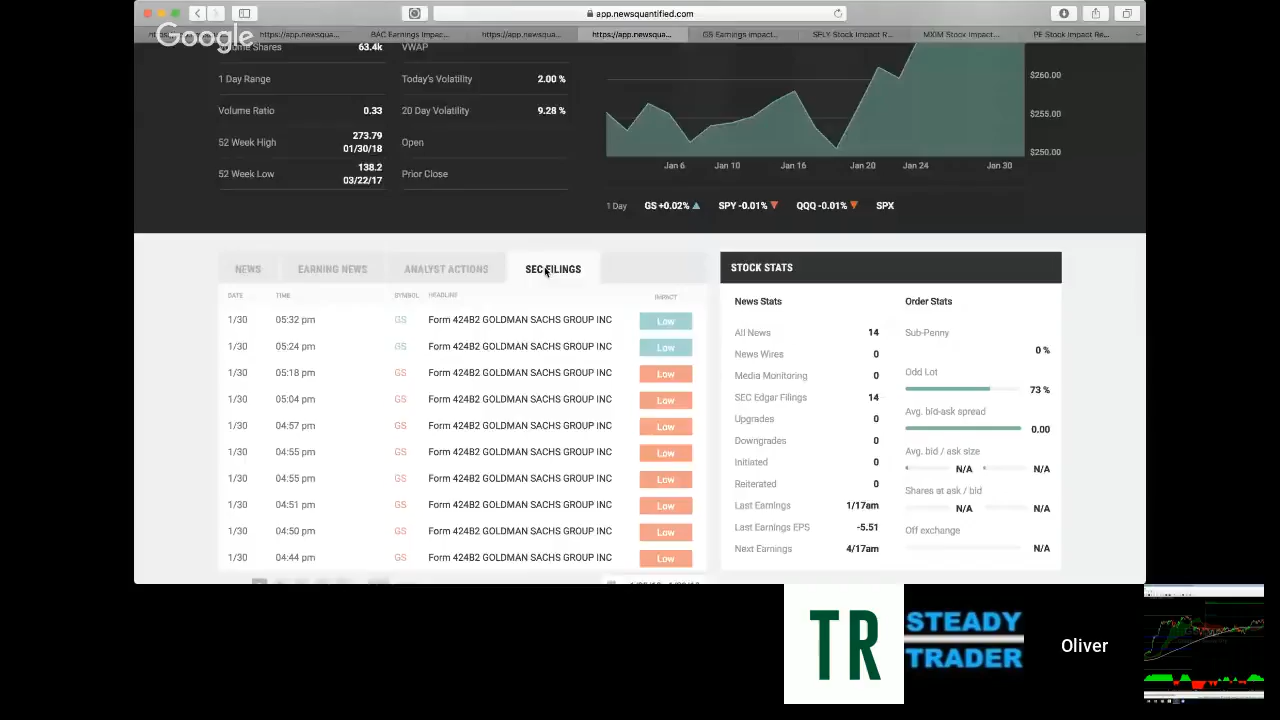 app.newsquantified.com
https://app.newsqua... BAC Earnings Impac... https://app.newsqua... https://app.newsqua... GS Earnings Impact... SFLY Stock Impact R... MXIM Stock Impact... PE Stock Impact Re...
Google
Volume Shares 63.4k VWAP
1 Day Range Today's Volatility 2.00 %
Volume Ratio 0.33 20 Day Volatility 9.28 %
52 Week High 273.79 01/30/18 Open
52 Week Low 138.2 03/22/17 Prior Close
$260.00
$255.00
$250.00
Jan 6 Jan 10 Jan 16 Jan 20 Jan 24 Jan 30
1 Day GS +0.02% SPY -0.01% QQQ -0.01% SPX
NEWS EARNING NEWS ANALYST ACTIONS SEC FILINGS
DATE TIME SYMBOL HEADLINE IMPACT
1/30 05:32 pm GS Form 424B2 GOLDMAN SACHS GROUP INC Low
1/30 05:24 pm GS Form 424B2 GOLDMAN SACHS GROUP INC Low
1/30 05:18 pm GS Form 424B2 GOLDMAN SACHS GROUP INC Low
1/30 05:04 pm GS Form 424B2 GOLDMAN SACHS GROUP INC Low
1/30 04:57 pm GS Form 424B2 GOLDMAN SACHS GROUP INC Low
1/30 04:55 pm GS Form 424B2 GOLDMAN SACHS GROUP INC Low
1/30 04:55 pm GS Form 424B2 GOLDMAN SACHS GROUP INC Low
1/30 04:51 pm GS Form 424B2 GOLDMAN SACHS GROUP INC Low
1/30 04:50 pm GS Form 424B2 GOLDMAN SACHS GROUP INC Low
1/30 04:44 pm GS Form 424B2 GOLDMAN SACHS GROUP INC Low
STOCK STATS
News Stats
All News 14
News Wires 0
Media Monitoring 0
SEC Edgar Filings 14
Upgrades 0
Downgrades 0
Initiated 0
Reiterated 0
Last Earnings 1/17am
Last Earnings EPS -5.51
Next Earnings 4/17am
Order Stats
Sub-Penny
0 %
Odd Lot
73 %
Avg. bid-ask spread
0.00
Avg. bid / ask size
N/A N/A
Shares at ask / bid
N/A N/A
Off exchange
N/A
TR
STEADY
TRADER
Oliver